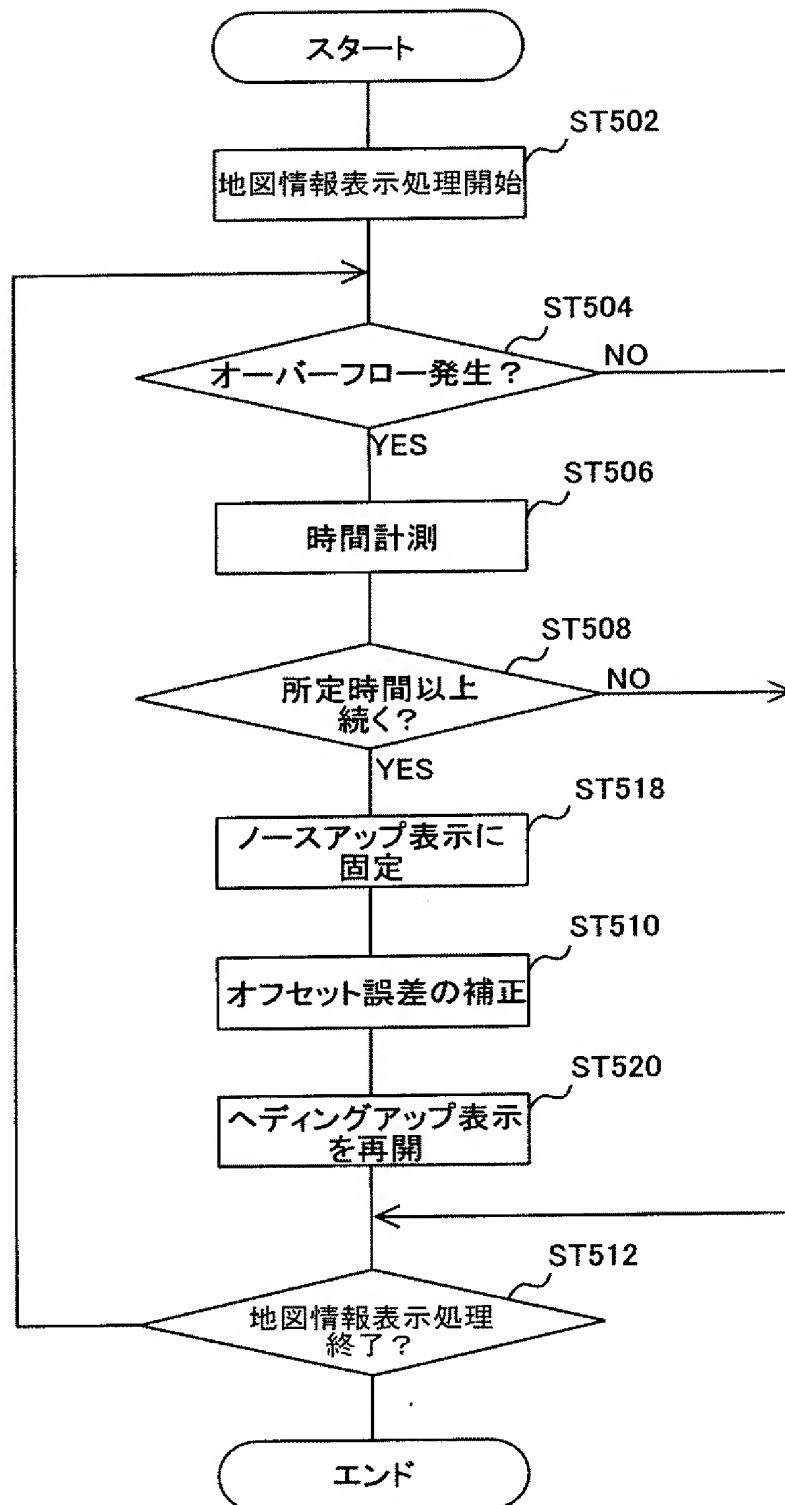 スタート
ST502
地図情報表示処理開始
ST504
オーバーフロー発生？
NO
YES
ST506
時間計測
ST508
所定時間以上
続く？
NO
YES
ST518
ノースアップ表示に
固定
ST510
オフセット誤差の補正
ST520
ヘディングアップ表示
を再開
ST512
地図情報表示処理
終了？
エンド